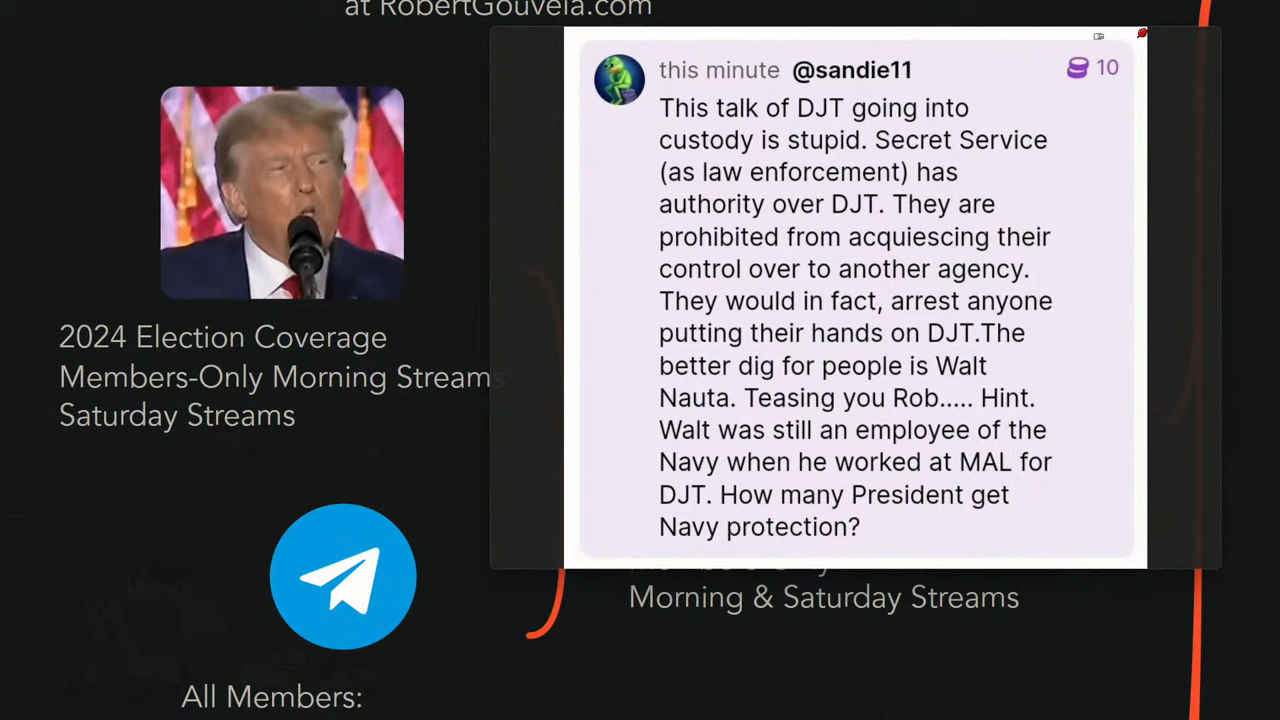 at RobertGouveia.com
this minute @sandie11
10
This talk of DJT going into
custody is stupid. Secret Service
(as law enforcement) has
authority over DJT. They are
prohibited from acquiescing their
control over to another agency.
They would in fact, arrest anyone
putting their hands on DJT.The
better dig for people is Walt
Nauta. Teasing you Rob..... Hint.
Walt was still an employee of the
Navy when he worked at MAL for
DJT. How many President get
Navy protection?
2024 Election Coverage
Members-Only Morning Streams
Saturday Streams
Morning & Saturday Streams
All Members: